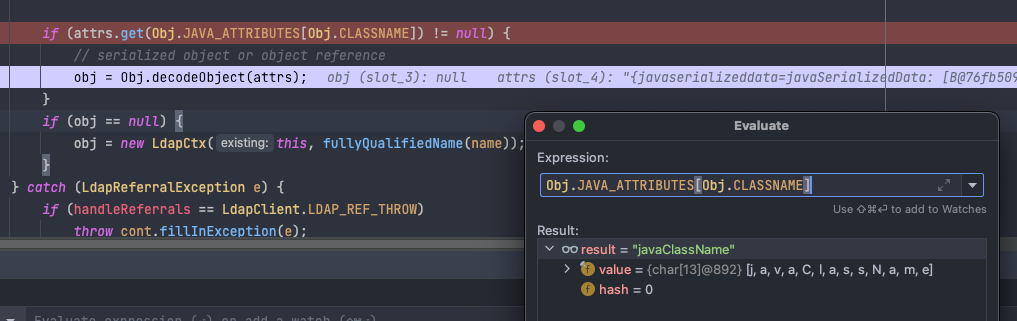 if (attrs.get(Obj.JAVA_ATTRIBUTES[Obj.CLASSNAME]) != null) {
// serialized object or object reference
obj = Obj.decodeObject(attrs);   obj (slot_3): null   attrs (slot_4): "{javaserializeddata=javaSerializedData: [B@76fb509
}
if (obj == null) {
obj = new LdapCtx( existing: this, fullyQualifiedName(name));
}
} catch (LdapReferralException e) {
if (handleReferrals == LdapClient.LDAP_REF_THROW)
throw cont.fillInException(e);
Evaluate expression (⏎) or add a watch
Evaluate
Expression:
Obj.JAVA_ATTRIBUTES[Obj.CLASSNAME]
Use ⇧⌘⏎ to add to Watches
Result:
result = "javaClassName"
value = {char[13]@892} [j, a, v, a, C, l, a, s, s, N, a, m, e]
hash = 0